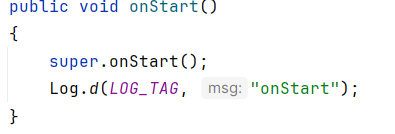 public void onStart()
{
    super.onStart();
    Log.d(LOG_TAG, msg: "onStart");
}